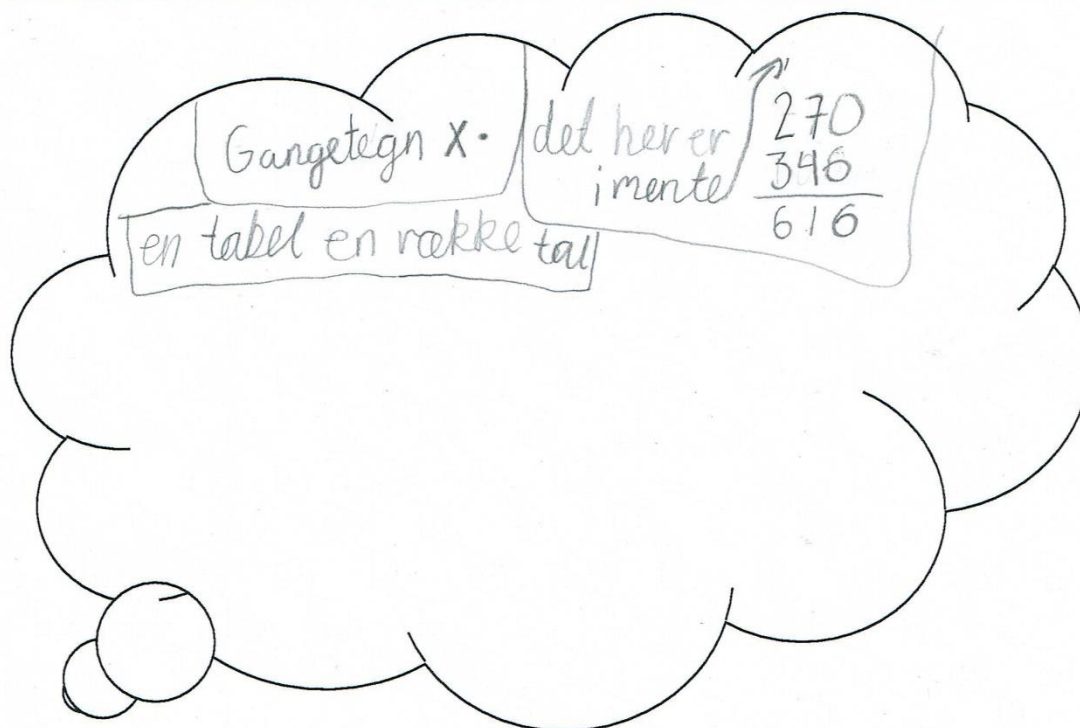 Gangetegn X ·
det her er
imente
270
346
616
en tabel en række tal